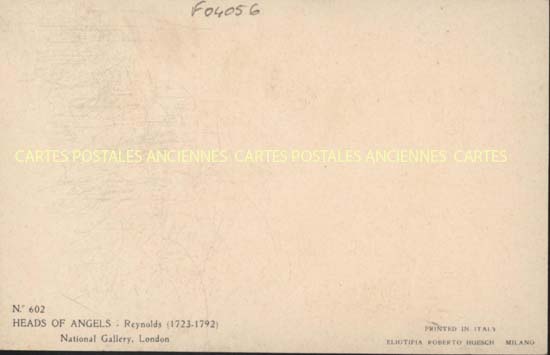 F04056
CARTES POSTALES ANCIENNES CARTES POSTALES ANCIENNES CARTES
N.° 602
HEADS OF ANGELS - Reynolds (1723-1792)
National Gallery, London
PRINTED IN ITALY
ELIOTIPIA ROBERTO HUESCH MILANO